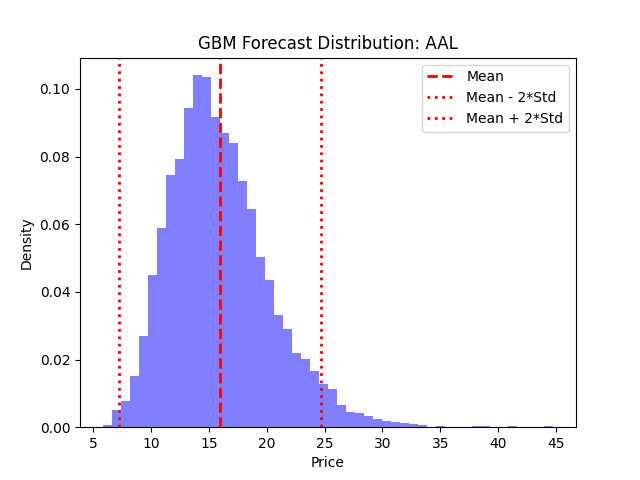 GBM Forecast Distribution: AAL
Mean
Mean - 2*Std
Mean + 2*Std
Density
0.10
0.08
0.06
0.04
0.02
0.00
5 10 15 20 25 30 35 40 45
Price